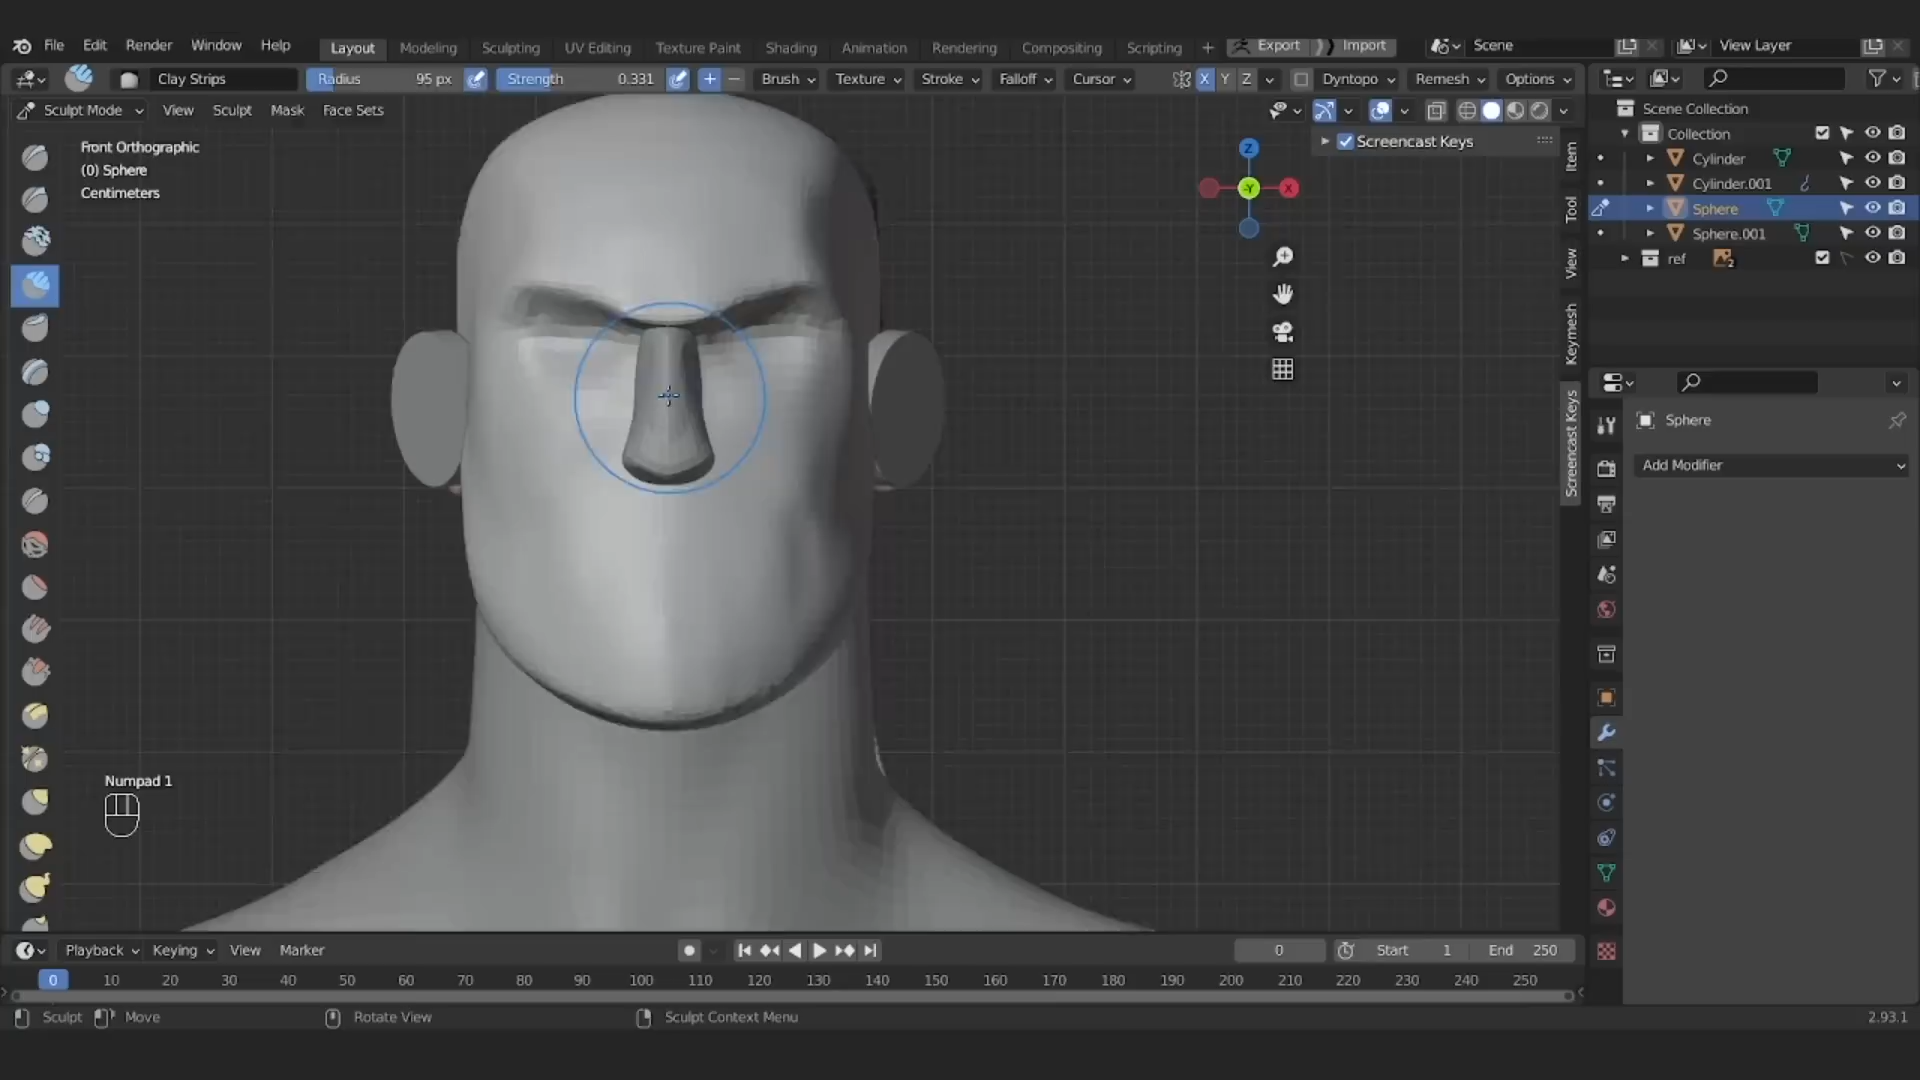 File Edit Render Window Help Layout Modeling Sculpting UV Editing Texture Paint Shading Animation Rendering Compositing Scripting + Export Import Scene View Layer
Clay Strips Radius 95 px Strength 0.331 + − Brush Texture Stroke Falloff Cursor X Y Z Dyntopo Remesh Options
Sculpt Mode View Sculpt Mask Face Sets
Scene Collection
Collection
Cylinder
Cylinder.001
Sphere
Sphere.001
ref
2
Front Orthographic
(0) Sphere
Centimeters
Screencast Keys
Z
-Y
X
Item
Tool
View
Keymesh
Screencast Keys
Sphere
Add Modifier
Numpad 1
Playback Keying View Marker 0 Start 1 End 250
0 10 20 30 40 50 60 70 80 90 100 110 120 130 140 150 160 170 180 190 200 210 220 230 240 250
Sculpt Move Rotate View Sculpt Context Menu 2.93.1